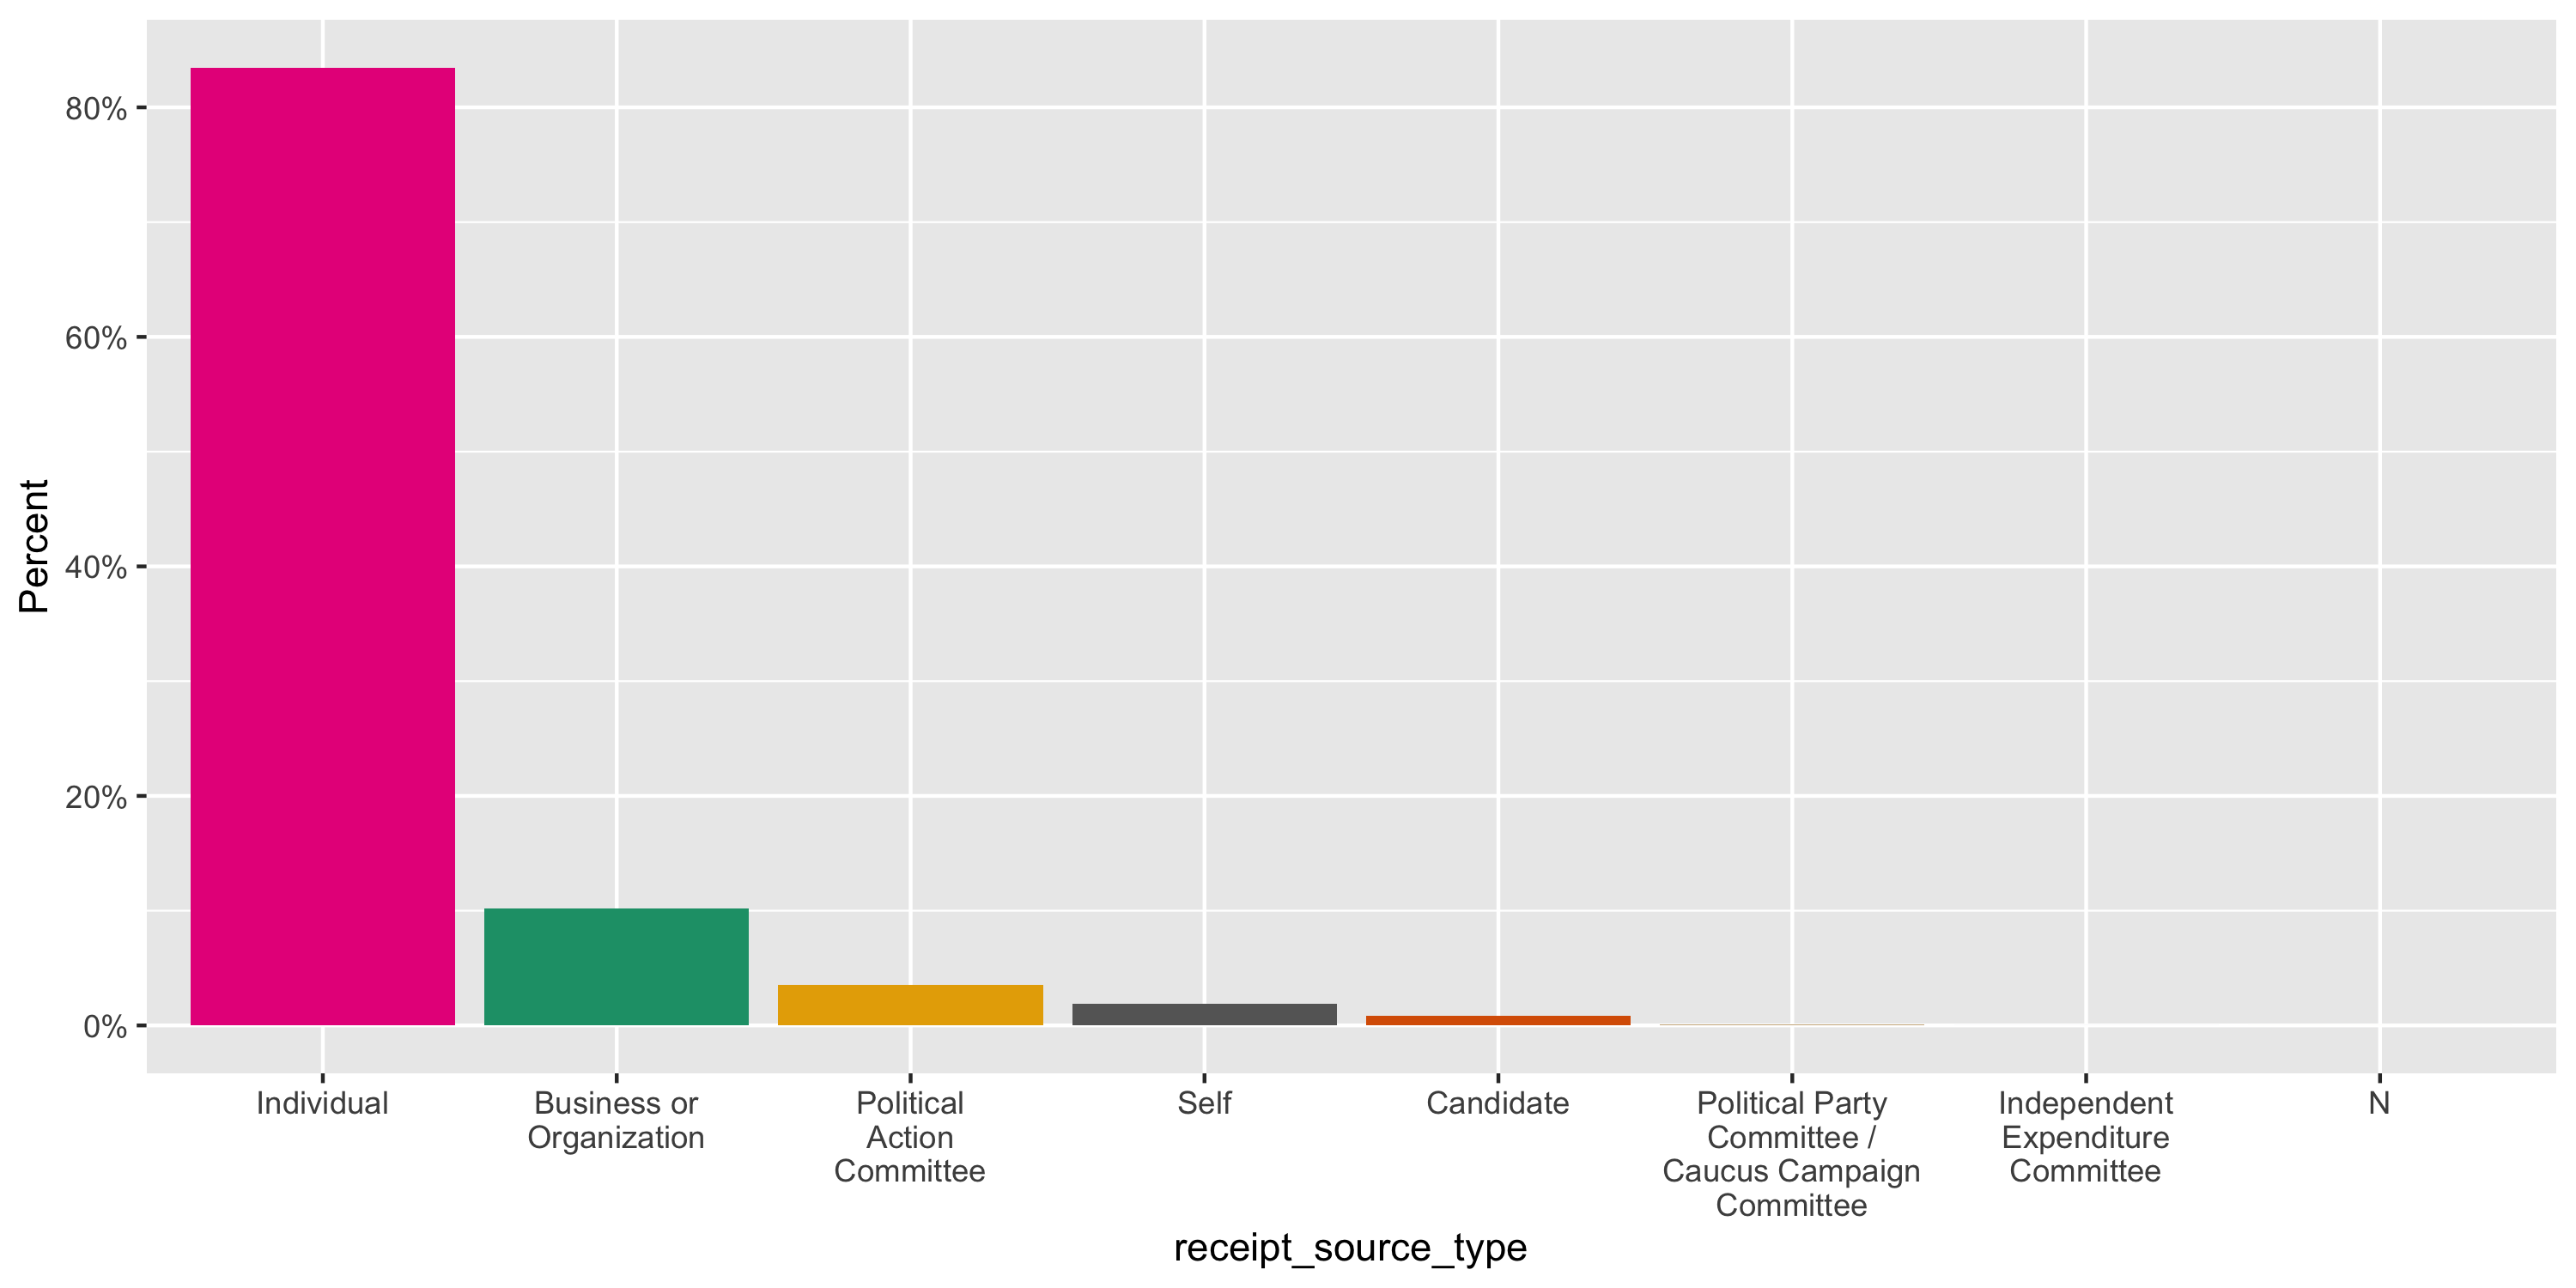 Percent
80%
60%
40%
20%
0%
Individual
Business or
Organization
Political
Action
Committee
Self
Candidate
Political Party
Committee /
Caucus Campaign
Committee
Independent
Expenditure
Committee
N
receipt_source_type